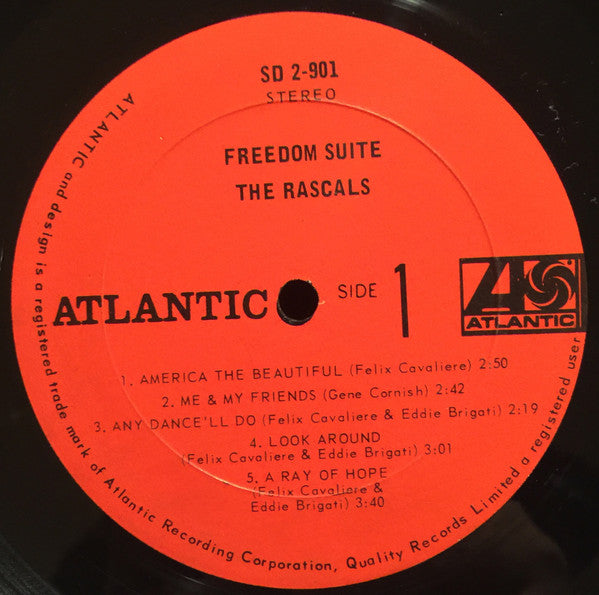 SD 2-901
STEREO
FREEDOM SUITE
THE RASCALS
ATLANTIC
SIDE 1
ATLANTIC
1. AMERICA THE BEAUTIFUL (Felix Cavaliere) 2:50
2. ME & MY FRIENDS (Gene Cornish) 2:42
3. ANY DANCE'LL DO (Felix Cavaliere & Eddie Brigati) 2:19
4. LOOK AROUND
(Felix Cavaliere & Eddie Brigati) 3:01
5. A RAY OF HOPE
(Felix Cavaliere &
Eddie Brigati) 3:40
ATLANTIC and design is a registered trade mark of Atlantic Recording Corporation, Quality Records Limited a registered user